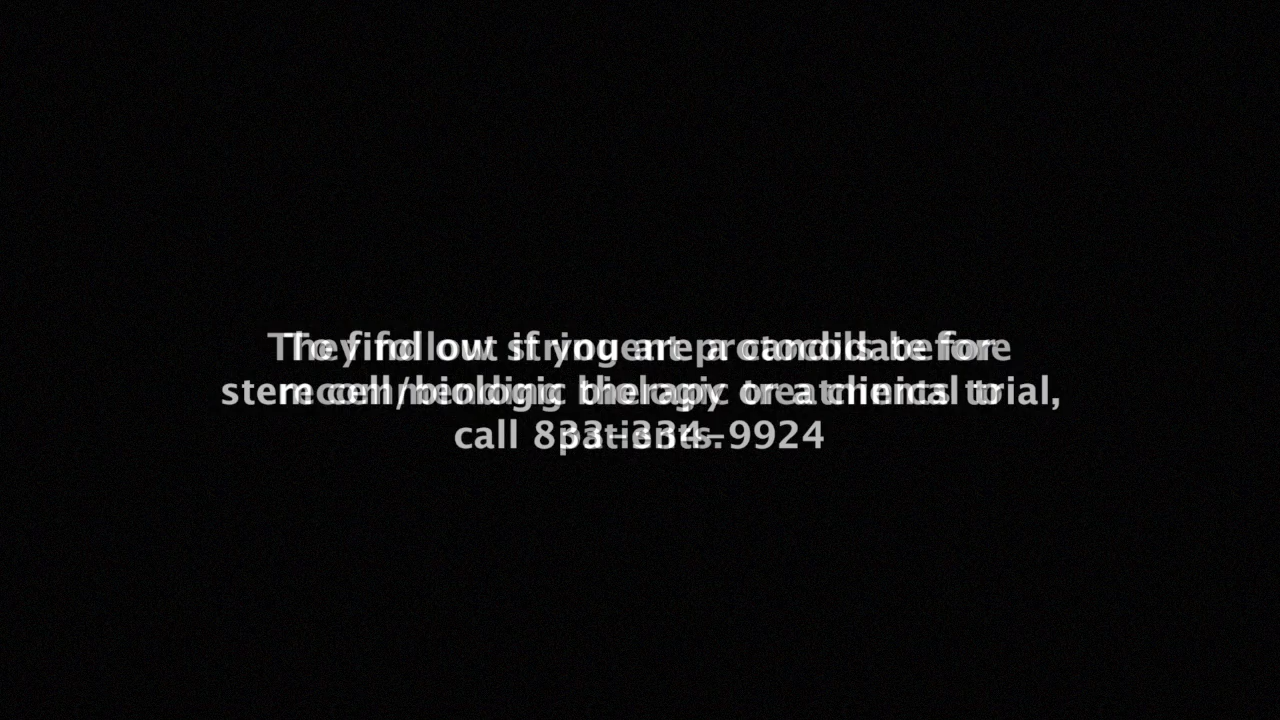 They follow stringent protocols before
recommending biologic treatments to
patients.
To find out if you are a candidate for
stem cell/biologic therapy or a clinical trial,
call 833-334-9924